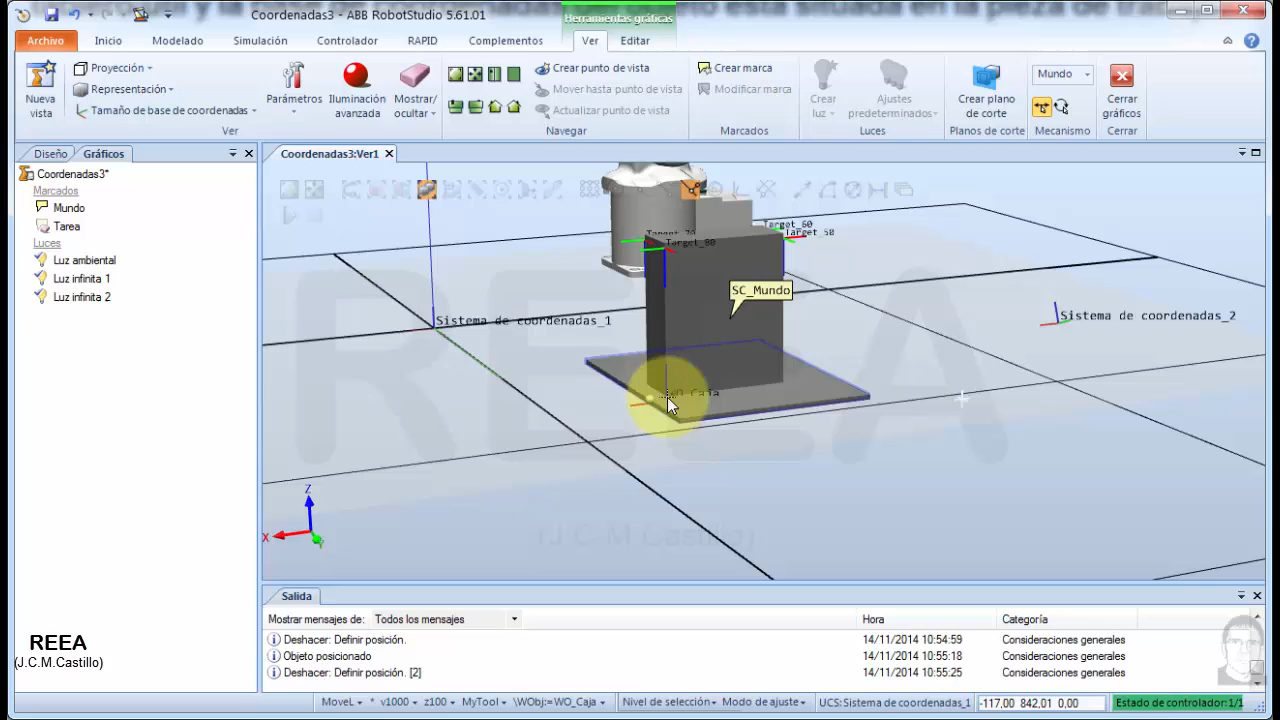 Coordenadas3 - ABB RobotStudio 5.61.01
Herramientas gráficas
Archivo Inicio Modelado Simulación Controlador RAPID Complementos Ver Editar
Nueva vista
Proyección
Representación
Tamaño de base de coordenadas
Ver
Parámetros
Iluminación avanzada
Mostrar/ ocultar
Crear punto de vista
Mover hasta punto de vista
Actualizar punto de vista
Navegar
Crear marca
Modificar marca
Marcados
Crear luz
Ajustes predeterminados
Luces
Crear plano de corte
Planos de corte
Mundo
Mecanismo
Cerrar gráficos
Cerrar
Diseño Gráficos
Coordenadas3:Ver1
Coordenadas3*
Marcados
Mundo
Tarea
Luces
Luz ambiental
Luz infinita 1
Luz infinita 2
Target_60
Target_50
Target_80
SC_Mundo
Sistema de coordenadas_1
Sistema de coordenadas_2
WO_Caja
REEA
(J.C.M.Castillo)
Z
X
Y
Salida
Mostrar mensajes de: Todos los mensajes Hora Categoría
Deshacer: Definir posición. 14/11/2014 10:54:59 Consideraciones generales
Objeto posicionado 14/11/2014 10:55:18 Consideraciones generales
Deshacer: Definir posición. [2] 14/11/2014 10:55:25 Consideraciones generales
REEA
(J.C.M.Castillo)
MoveL * v1000 z100 MyTool \WObj:=WO_Caja Nivel de selección Modo de ajuste UCS: Sistema de coordenadas_1 -117,00 842,01 0,00 Estado de controlador: 1/1